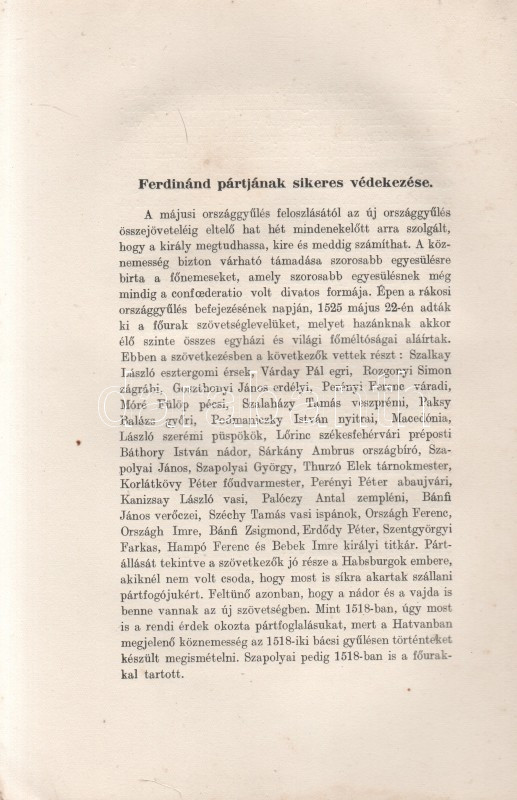 Ferdinánd pártjának sikeres védekezése.
A májusi országgyűlés feloszlásától az új országgyűlés
összejöveteléig eltelő hat hét mindenekelőtt arra szolgált,
hogy a király megtudhassa, kire és meddig számíthat. A köz-
nemesség bizton várható támadása szorosabb egyesülésre
birta a főnemeseket, amely szorosabb egyesülésnek még
mindig a confœderatio volt divatos formája. Épen a rákosi
országgyűlés befejezésének napján, 1525 május 22-én adták
ki a főurak szövetséglevelüket, melyet hazánknak akkor
élő szinte összes egyházi és világi főméltóságai aláírtak.
Ebben a szövetkezésben a következők vettek részt : Szalkay
László esztergomi érsek, Várday Pál egri, Rozgonyi Simon
zágrábi, Goszthonyi János erdélyi, Perényi Ferenc váradi,
Móré Fülöp pécsi, Szalaházy Tamás veszprémi, Paksy
Balázs győri, Podmaniczky István nyitrai, Macedónia,
László szerémi püspökök, Lőrinc székesfehérvári préposti
Báthory István nádor, Sárkány Ambrus országbíró, Sza-
polyai János, Szapolyai György, Thurzó Elek tárnokmester,
Korlátkövy Péter főudvarmester, Perényi Péter abaujvári,
Kanizsay László vasi, Palóczy Antal zempléni, Bánfi
János verőczei, Széchy Tamás vasi ispánok, Országh Ferenc,
Országh Imre, Bánfi Zsigmond, Erdődy Péter, Szentgyörgyi
Farkas, Hampó Ferenc és Bebek Imre királyi titkár. Párt-
állását tekintve a szövetkezők jó része a Habsburgok embere,
akiknél nem volt csoda, hogy most is síkra akartak szállani
pártfogójukért. Feltünő azonban, hogy a nádor és a vajda is
benne vannak az új szövetségben. Mint 1518-ban, úgy most
is a rendi érdek okozta pártfoglalásukat, mert a Hatvanban
megjelenő köznemesség az 1518-iki bácsi gyűlésen történteket
készült megismételni. Szapolyai pedig 1518-ban is a főurak-
kal tartott.